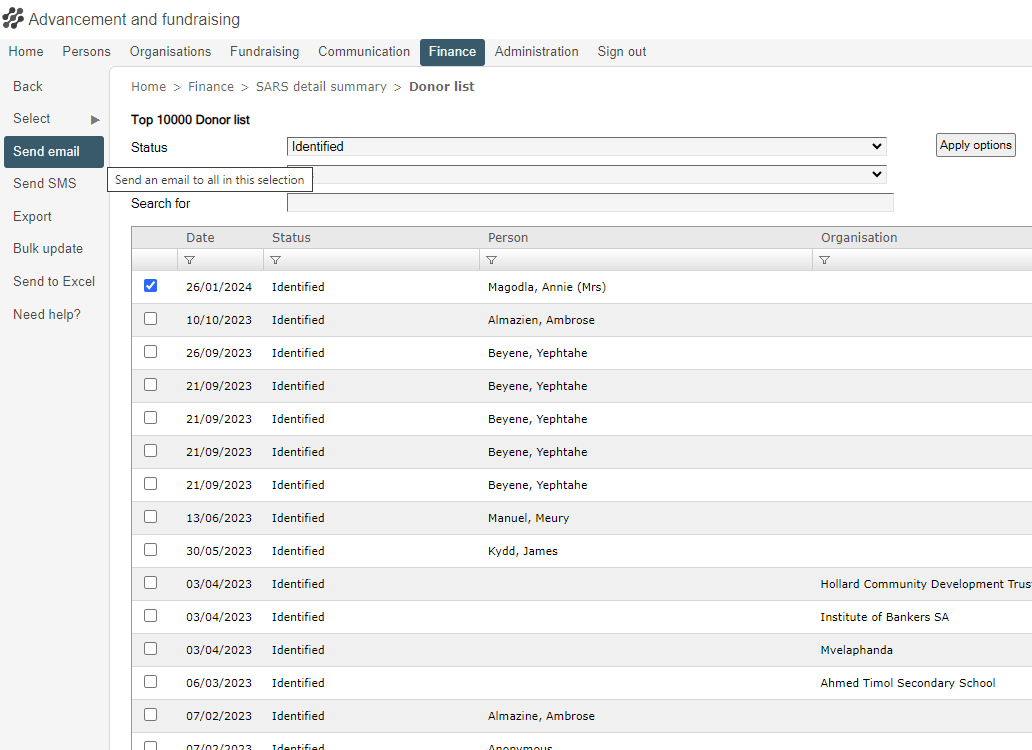 Advancement and fundraising
Home Persons Organisations Fundraising Communication Finance Administration Sign out
Back
Select
Send email
Send SMS
Export
Bulk update
Send to Excel
Need help?
Home > Finance > SARS detail summary > Donor list
Top 10000 Donor list
Status Identified Apply options
Send an email to all in this selection
Search for
Date Status Person Organisation
26/01/2024 Identified Magodla, Annie (Mrs)
10/10/2023 Identified Almazien, Ambrose
26/09/2023 Identified Beyene, Yephtahe
21/09/2023 Identified Beyene, Yephtahe
21/09/2023 Identified Beyene, Yephtahe
21/09/2023 Identified Beyene, Yephtahe
21/09/2023 Identified Beyene, Yephtahe
13/06/2023 Identified Manuel, Meury
30/05/2023 Identified Kydd, James
03/04/2023 Identified Hollard Community Development Trus
03/04/2023 Identified Institute of Bankers SA
03/04/2023 Identified Mvelaphanda
06/03/2023 Identified Ahmed Timol Secondary School
07/02/2023 Identified Almazine, Ambrose
07/02/2023 Identified Anonymous